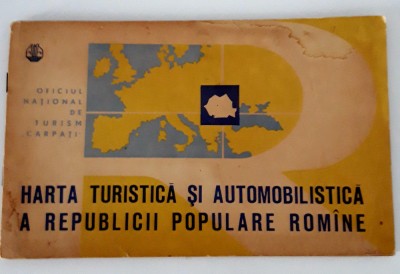 OFICIUL
NAȚIONAL
DE
TURISM
CARPAȚI
HARTA TURISTICĂ ȘI AUTOMOBILISTICĂ
A REPUBLICII POPULARE ROMÎNE